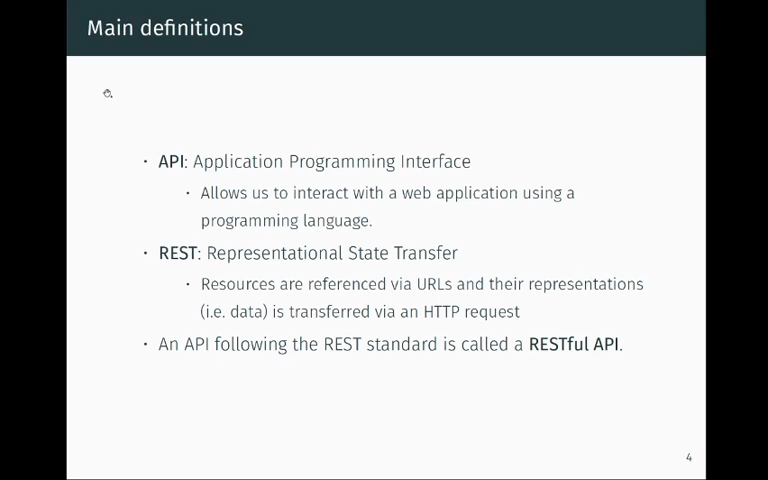 Main definitions
• API: Application Programming Interface
• Allows us to interact with a web application using a
programming language.
• REST: Representational State Transfer
• Resources are referenced via URLs and their representations
(i.e. data) is transferred via an HTTP request
• An API following the REST standard is called a RESTful API.
4